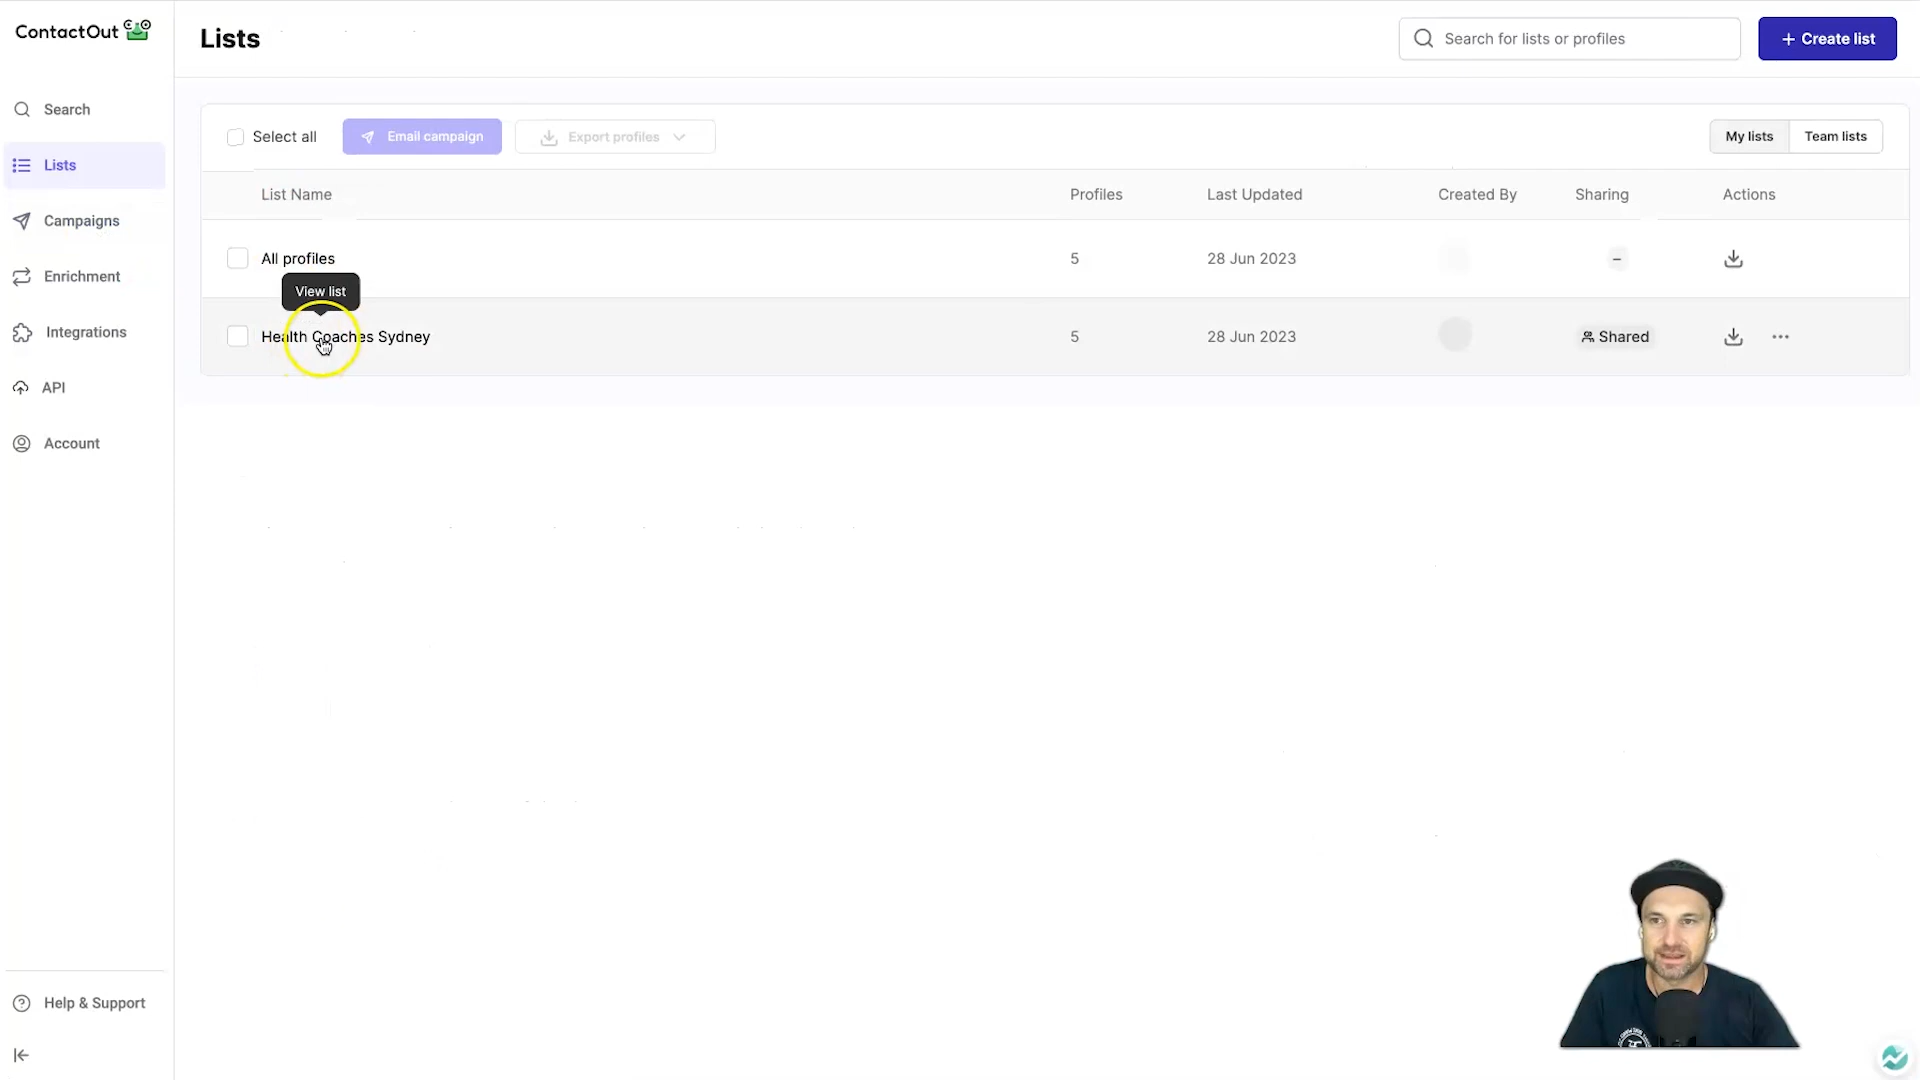 ContactOut
Lists
Search for lists or profiles
+ Create list
Search
Lists
Campaigns
Enrichment
Integrations
API
Account
Select all
Email campaign
Export profiles
My lists
Team lists
List Name
Profiles
Last Updated
Created By
Sharing
Actions
All profiles
5
28 Jun 2023
–
View list
Health Coaches Sydney
5
28 Jun 2023
Shared
Help & Support